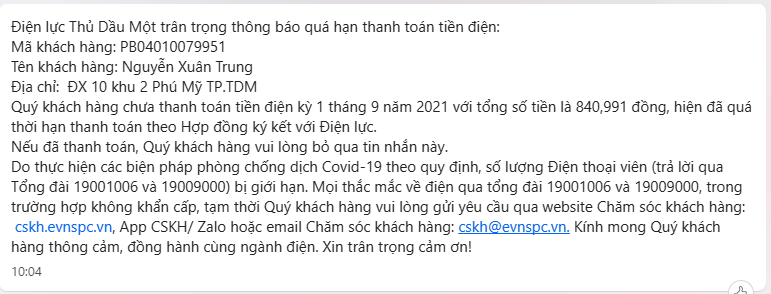 Điện lực Thủ Dầu Một trân trọng thông báo quá hạn thanh toán tiền điện:
Mã khách hàng: PB04010079951
Tên khách hàng: Nguyễn Xuân Trung
Địa chỉ:  ĐX 10 khu 2 Phú Mỹ TP.TDM
Quý khách hàng chưa thanh toán tiền điện kỳ 1 tháng 9 năm 2021 với tổng số tiền là 840,991 đồng, hiện đã quá
thời hạn thanh toán theo Hợp đồng ký kết với Điện lực.
Nếu đã thanh toán, Quý khách hàng vui lòng bỏ qua tin nhắn này.
Do thực hiện các biện pháp phòng chống dịch Covid-19 theo quy định, số lượng Điện thoại viên (trả lời qua
Tổng đài 19001006 và 19009000) bị giới hạn. Mọi thắc mắc về điện qua tổng đài 19001006 và 19009000, trong
trường hợp không khẩn cấp, tạm thời Quý khách hàng vui lòng gửi yêu cầu qua website Chăm sóc khách hàng:
cskh.evnspc.vn, App CSKH/ Zalo hoặc email Chăm sóc khách hàng: cskh@evnspc.vn. Kính mong Quý khách
hàng thông cảm, đồng hành cùng ngành điện. Xin trân trọng cảm ơn!
10:04